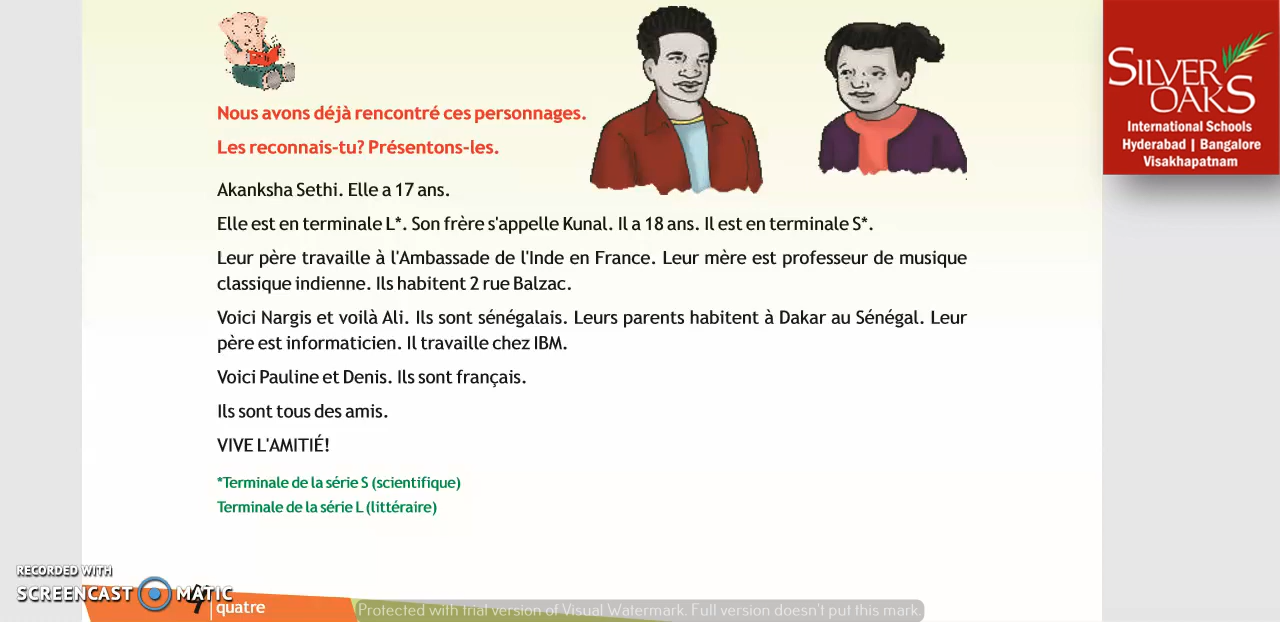 Nous avons déjà rencontré ces personnages.
Les reconnais-tu? Présentons-les.
Akanksha Sethi. Elle a 17 ans.
Elle est en terminale L*. Son frère s'appelle Kunal. Il a 18 ans. Il est en terminale S*.
Leur père travaille à l'Ambassade de l'Inde en France. Leur mère est professeur de musique
classique indienne. Ils habitent 2 rue Balzac.
Voici Nargis et voilà Ali. Ils sont sénégalais. Leurs parents habitent à Dakar au Sénégal. Leur
père est informaticien. Il travaille chez IBM.
Voici Pauline et Denis. Ils sont français.
Ils sont tous des amis.
VIVE L'AMITIÉ!
*Terminale de la série S (scientifique)
Terminale de la série L (littéraire)
4 quatre
SILVER
OAKS
International Schools
Hyderabad | Bangalore
Visakhapatnam
RECORDED WITH
SCREENCAST MATIC
Protected with trial version of Visual Watermark. Full version doesn't put this mark.